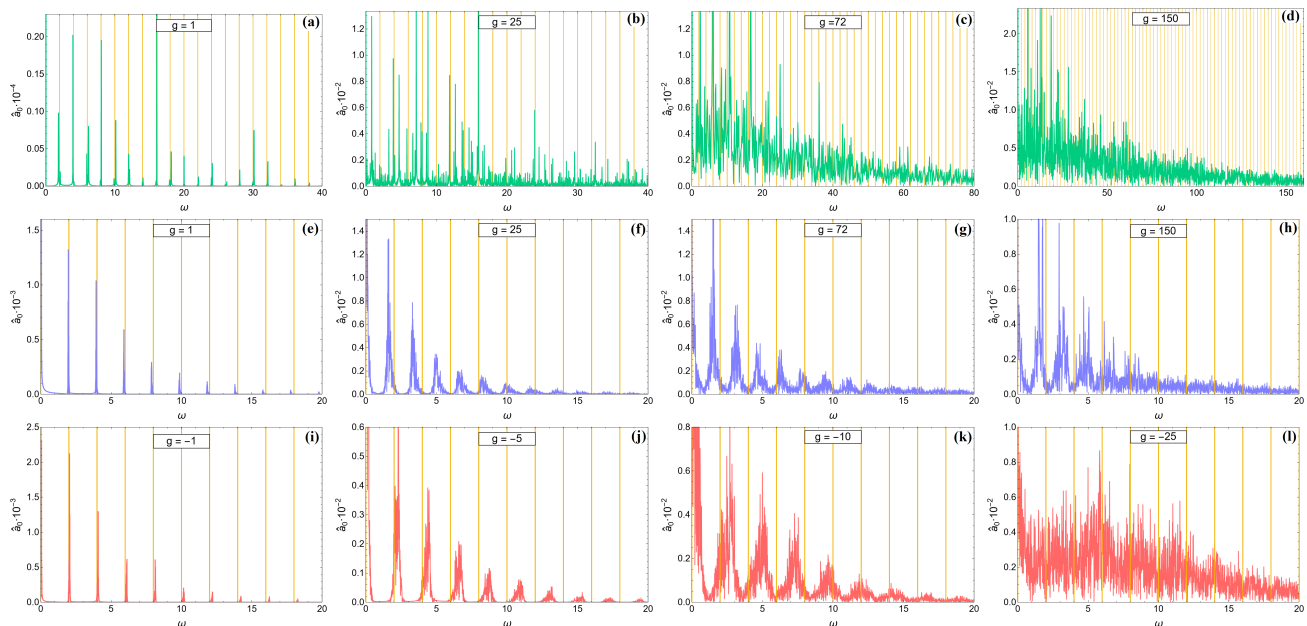 (a)
g = 1
0.20
0.15
0.10
0.05
0.00
â₀·10⁻⁴
0 10 20 30 40
ω
(b)
g = 25
1.2
1.0
0.8
0.6
0.4
0.2
0.0
â₀·10⁻²
0 10 20 30 40
ω
(c)
g =72
1.2
1.0
0.8
0.6
0.4
0.2
0.0
â₀·10⁻²
0 20 40 60 80
ω
(d)
g = 150
2.0
1.5
1.0
0.5
0.0
â₀·10⁻²
0 50 100 150
ω
(e)
g = 1
1.5
1.0
0.5
0.0
â₀·10⁻³
0 5 10 15 20
ω
(f)
g = 25
1.4
1.2
1.0
0.8
0.6
0.4
0.2
0.0
â₀·10⁻²
0 5 10 15 20
ω
(g)
g = 72
1.4
1.2
1.0
0.8
0.6
0.4
0.2
0.0
â₀·10⁻²
0 5 10 15 20
ω
(h)
g = 150
1.0
0.8
0.6
0.4
0.2
0.0
â₀·10⁻²
0 5 10 15 20
ω
(i)
g = −1
2.5
2.0
1.5
1.0
0.5
0.0
â₀·10⁻³
0 5 10 15 20
ω
(j)
g = −5
0.6
0.5
0.4
0.3
0.2
0.1
0.0
â₀·10⁻²
0 5 10 15 20
ω
(k)
g = −10
0.8
0.6
0.4
0.2
0.0
â₀·10⁻²
0 5 10 15 20
ω
(l)
g = −25
1.0
0.8
0.6
0.4
0.2
0.0
â₀·10⁻²
0 5 10 15 20
ω